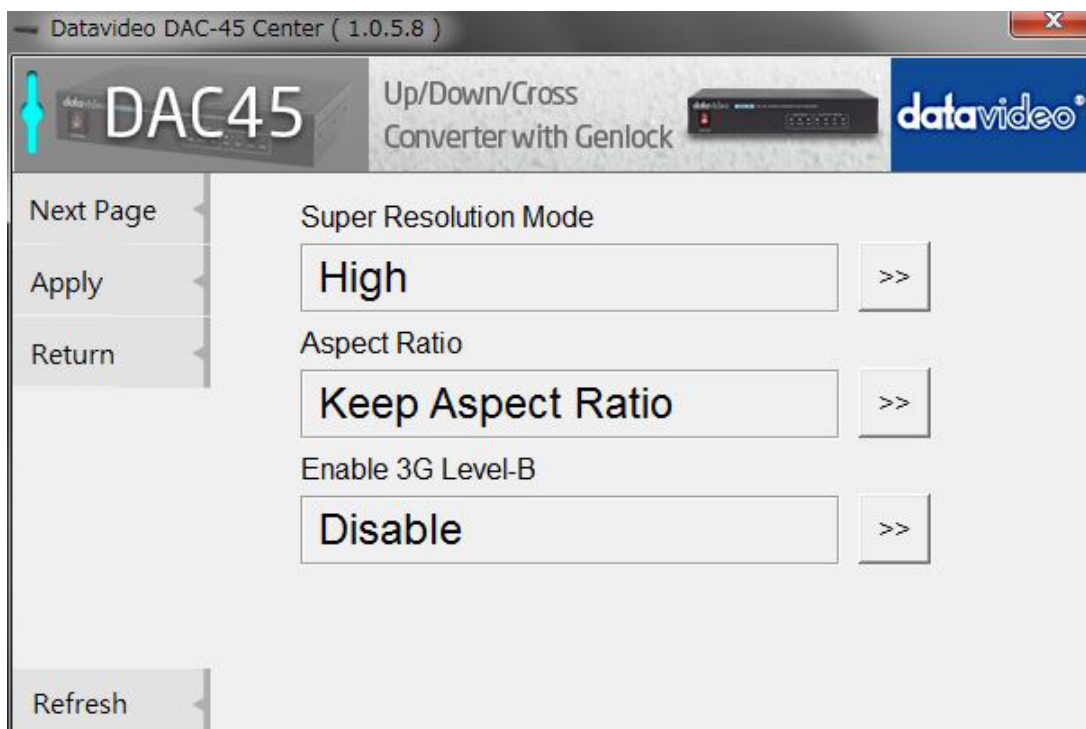 Datavideo DAC-45 Center ( 1.0.5.8 )
x
DAC45
Up/Down/Cross
Converter with Genlock
datavideo
Next Page
Apply
Return
Super Resolution Mode
High
>>
Aspect Ratio
Keep Aspect Ratio
>>
Enable 3G Level-B
Disable
>>
Refresh